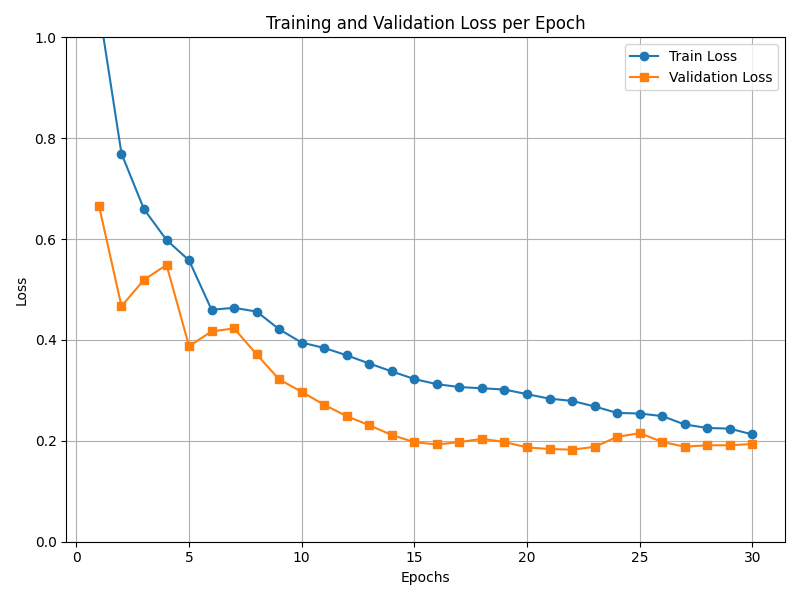 Training and Validation Loss per Epoch
Train Loss
Validation Loss
Loss
1.0
0.8
0.6
0.4
0.2
0.0
0 5 10 15 20 25 30
Epochs